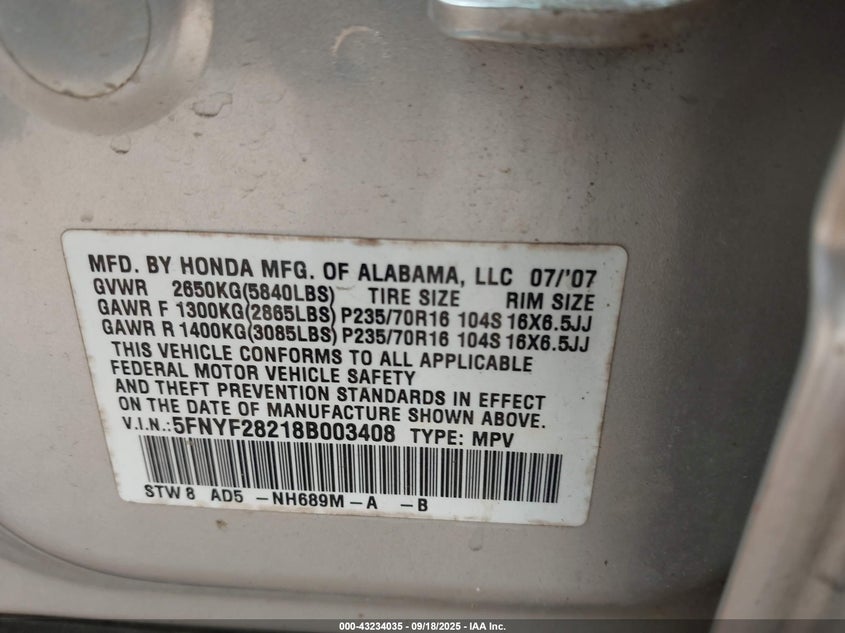 MFD. BY HONDA MFG. OF ALABAMA, LLC 07/'07
GVWR 2650KG(5840LBS) TIRE SIZE RIM SIZE
GAWR F 1300KG(2865LBS) P235/70R16 104S 16X6.5JJ
GAWR R 1400KG(3085LBS) P235/70R16 104S 16X6.5JJ
THIS VEHICLE CONFORMS TO ALL APPLICABLE
FEDERAL MOTOR VEHICLE SAFETY
AND THEFT PREVENTION STANDARDS IN EFFECT
ON THE DATE OF MANUFACTURE SHOWN ABOVE.
V.I.N.:5FNYF28218B003408 TYPE: MPV
STW8 AD5 -NH689M-A -B
000-43234035 - 09/18/2025 - IAA Inc.